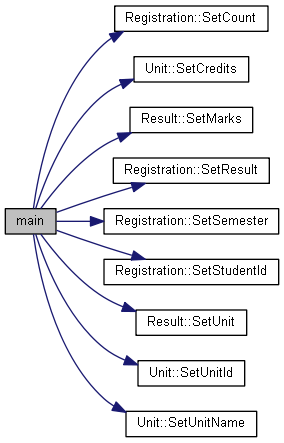 Registration::SetCount
Unit::SetCredits
Result::SetMarks
Registration::SetResult
main
Registration::SetSemester
Registration::SetStudentId
Result::SetUnit
Unit::SetUnitId
Unit::SetUnitName